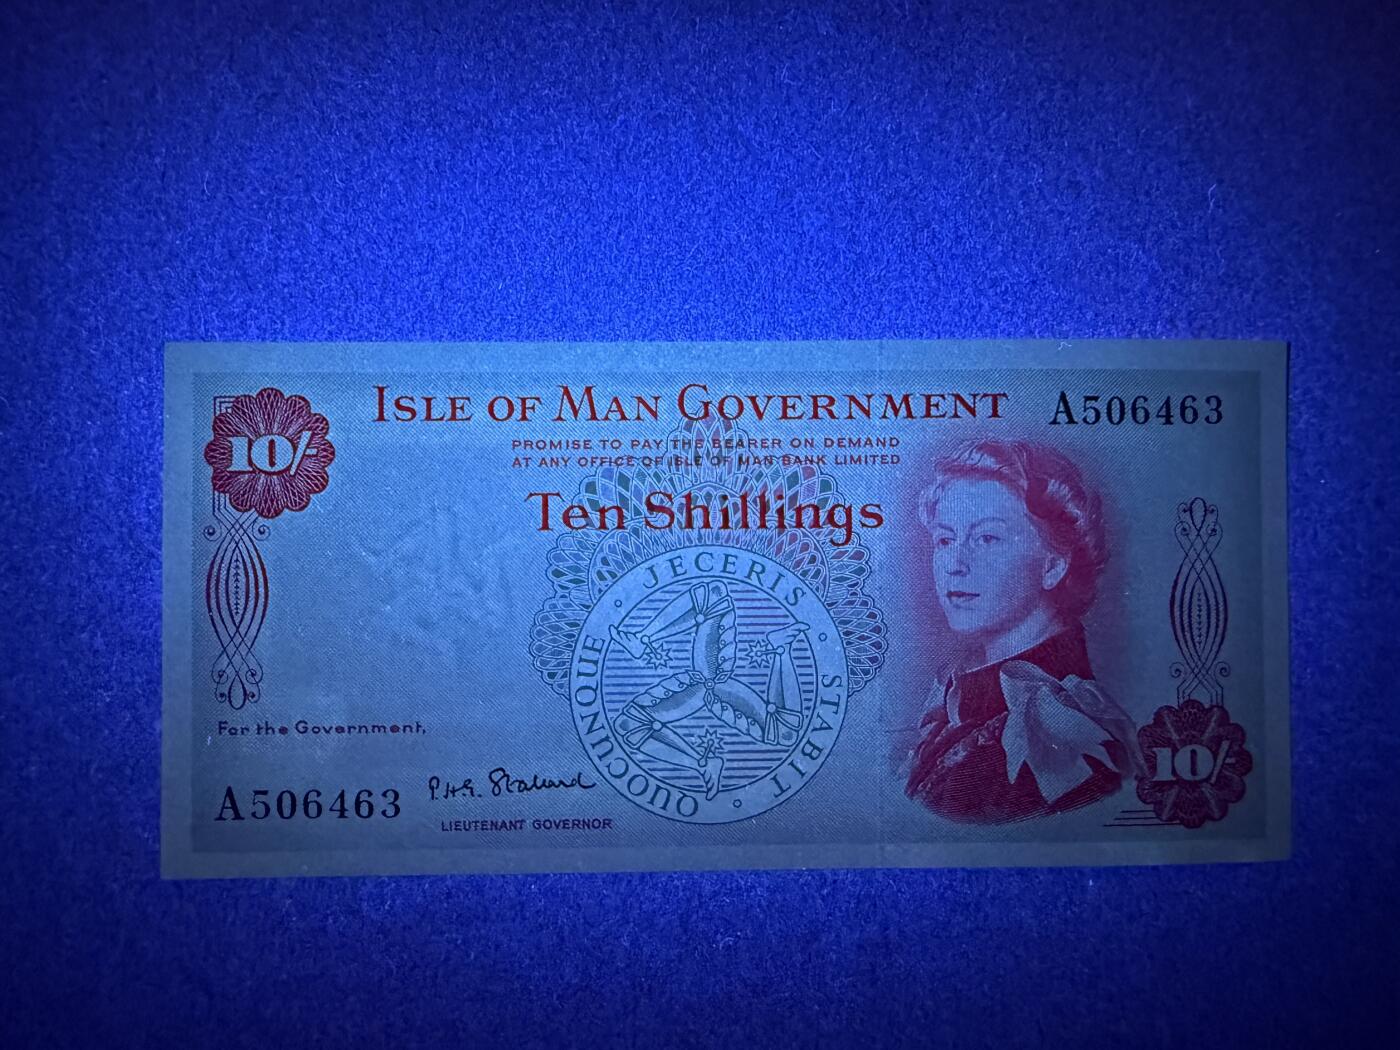 ISLE OF MAN GOVERNMENT
A506463
10/-
PROMISE TO PAY THE BEARER ON DEMAND
AT ANY OFFICE OF ISLE OF MAN BANK LIMITED
Ten Shillings
QUOCUNQUE · JECERIS · STABIT ·
For the Government,
P.H.G. Stallard
A506463
LIEUTENANT GOVERNOR
10/-